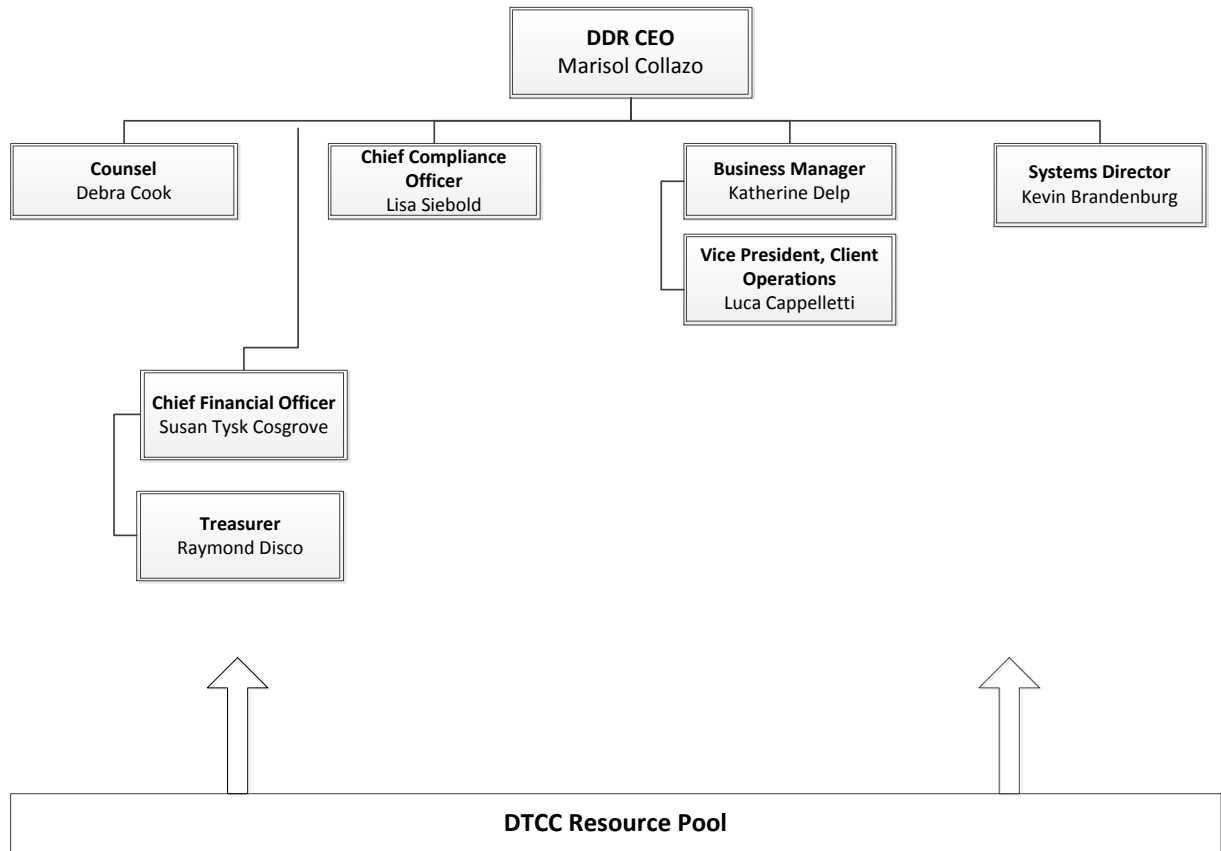 DDR CEO
Marisol Collazo
Counsel
Debra Cook
Chief Compliance
Officer
Lisa Siebold
Business Manager
Katherine Delp
Systems Director
Kevin Brandenburg
Vice President, Client
Operations
Luca Cappelletti
Chief Financial Officer
Susan Tysk Cosgrove
Treasurer
Raymond Disco
DTCC Resource Pool